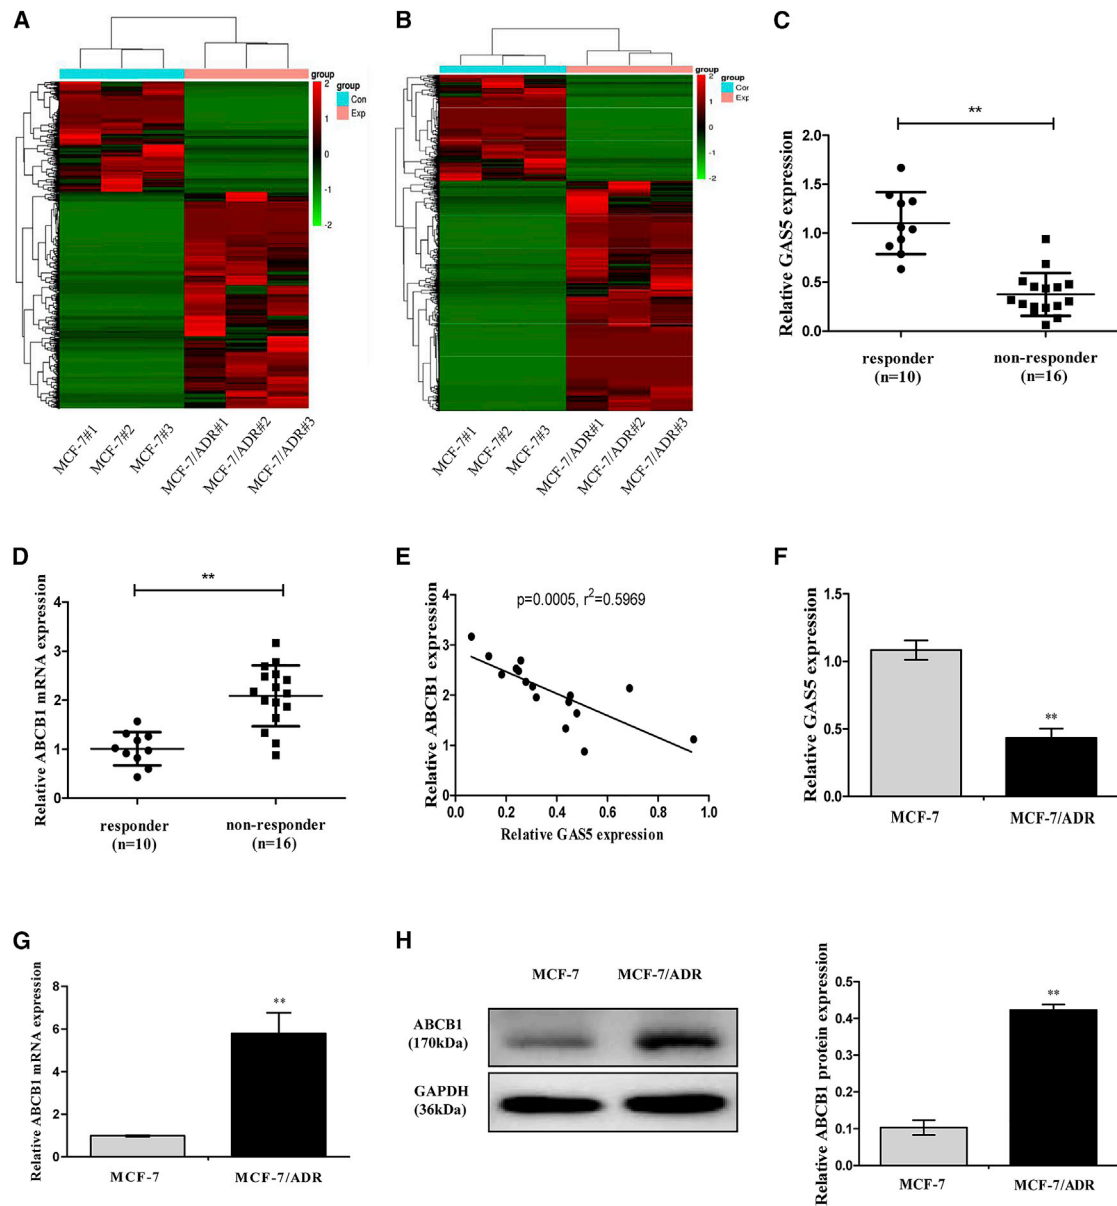 A
group
2
1
0
-1
-2
group
Con
Exp
MCF-7#1
MCF-7#2
MCF-7#3
MCF-7/ADR#1
MCF-7/ADR#2
MCF-7/ADR#3
B
group
2
1
0
-1
-2
group
Cor
Exp
MCF-7#1
MCF-7#2
MCF-7#3
MCF-7/ADR#1
MCF-7/ADR#2
MCF-7/ADR#3
C
**
Relative GAS5 expression
2.0
1.5
1.0
0.5
0.0
responder
(n=10)
non-responder
(n=16)
D
**
Relative ABCB1 mRNA expression
4
3
2
1
0
responder
(n=10)
non-responder
(n=16)
E
p=0.0005, r²=0.5969
Relative ABCB1 expression
4
3
2
1
0
0.0
0.2
0.4
0.6
0.8
1.0
Relative GAS5 expression
F
Relative GAS5 expression
1.5
1.0
0.5
0.0
**
MCF-7
MCF-7/ADR
G
Relative ABCB1 mRNA expression
8
6
4
2
0
**
MCF-7
MCF-7/ADR
H
MCF-7
MCF-7/ADR
ABCB1
(170kDa)
GAPDH
(36kDa)
Relative ABCB1 protein expression
0.5
0.4
0.3
0.2
0.1
0.0
**
MCF-7
MCF-7/ADR